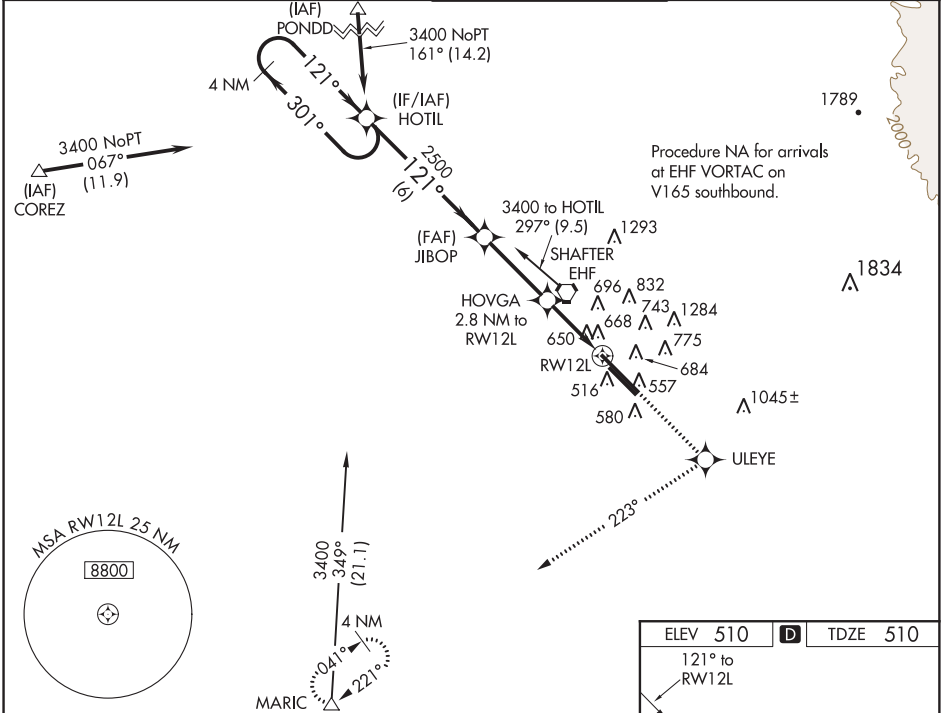 (IAF)
PONDD
3400 NoPT
161° (14.2)
4 NM
121°
301°
(IF/IAF)
HOTIL
1789
2000
3400 NoPT
067°
(11.9)
(IAF)
COREZ
2500
121°
(6)
Procedure NA for arrivals
at EHF VORTAC on
V165 southbound.
3400 to HOTIL
297° (9.5)
1293
(FAF)
JIBOP
SHAFTER
EHF
1834
696
832
HOVGA
2.8 NM to
RW12L
743
1284
668
650
775
RW12L
684
516
557
1045±
580
ULEYE
223°
MSA RW12L 25 NM
8800
3400
349°
(21.1)
4 NM
041°
221°
MARIC
ELEV 510 D TDZE 510
121° to
RW12L